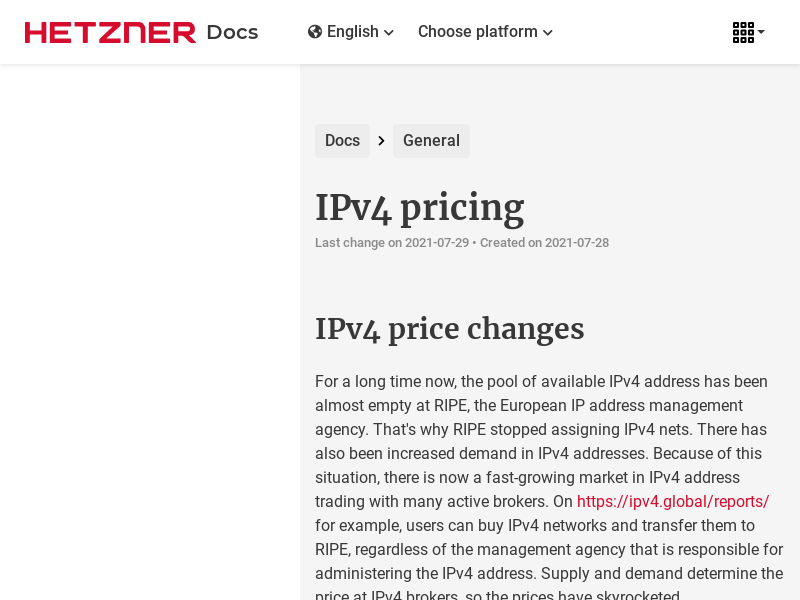 HETZNER Docs
English
Choose platform
Docs > General
IPv4 pricing
Last change on 2021-07-29 • Created on 2021-07-28
IPv4 price changes
For a long time now, the pool of available IPv4 address has been
almost empty at RIPE, the European IP address management
agency. That's why RIPE stopped assigning IPv4 nets. There has
also been increased demand in IPv4 addresses. Because of this
situation, there is now a fast-growing market in IPv4 address
trading with many active brokers. On https://ipv4.global/reports/
for example, users can buy IPv4 networks and transfer them to
RIPE, regardless of the management agency that is responsible for
administering the IPv4 address. Supply and demand determine the
price at IPv4 brokers, so the prices have skyrocketed.